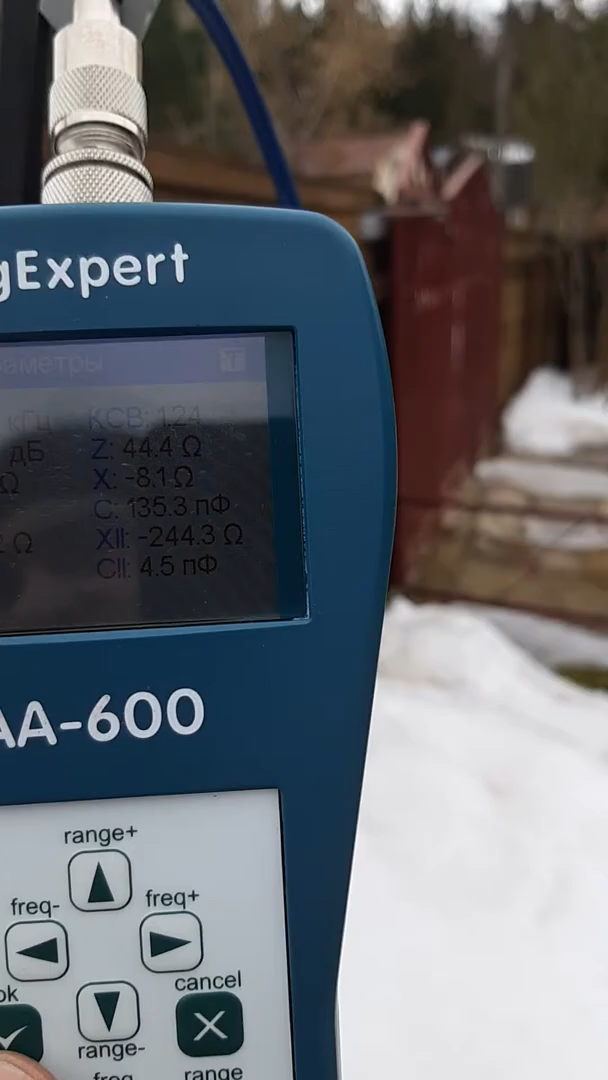 gExpert
аметры
T
кГц КСВ: 1.24
дБ Z: 44.4 Ω
Ω X: -8.1 Ω
C: 135.3 пФ
2 Ω XII: -244.3 Ω
CII: 4.5 пФ
AA-600
range+
freq-
freq+
ok
cancel
range-
freq
range